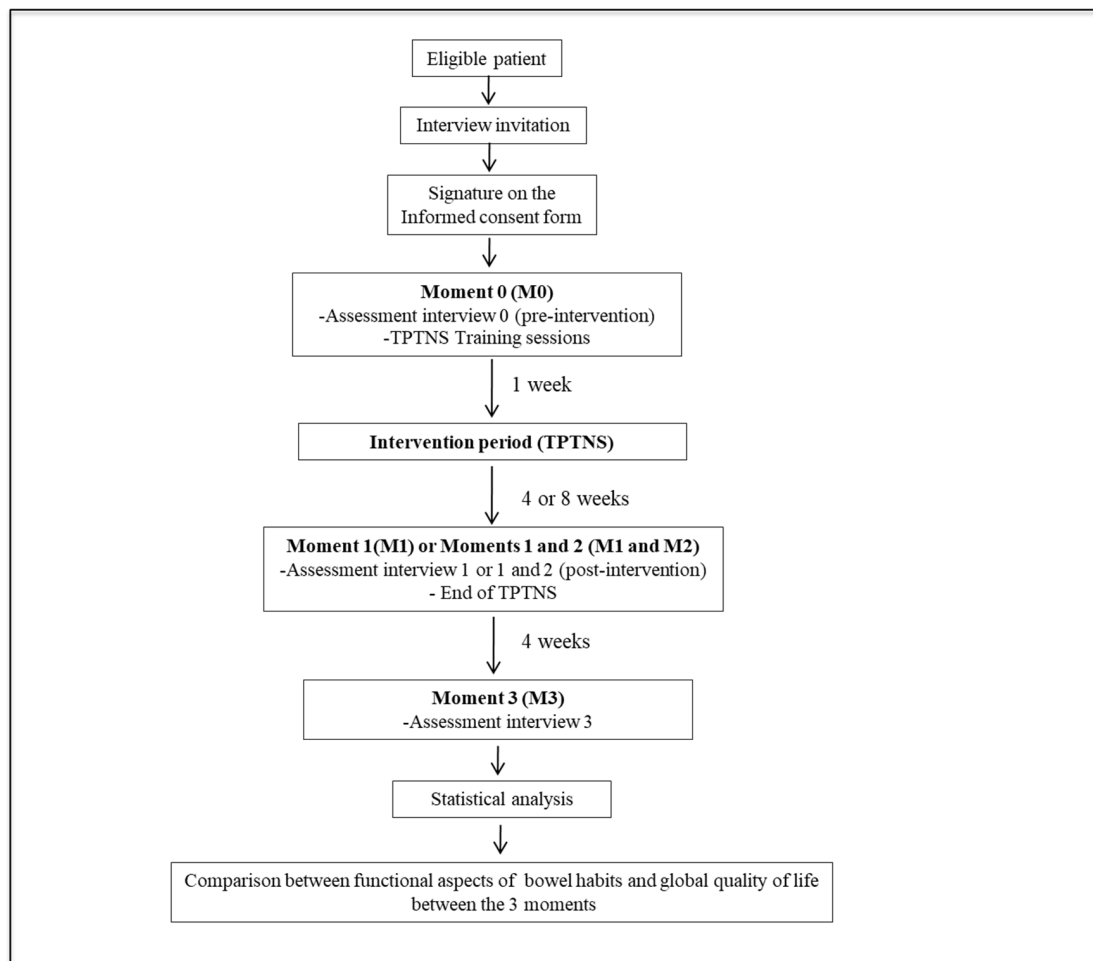 Eligible patient
Interview invitation
Signature on the
Informed consent form
Moment 0 (M0)
-Assessment interview 0 (pre-intervention)
-TPTNS Training sessions
1 week
Intervention period (TPTNS)
4 or 8 weeks
Moment 1(M1) or Moments 1 and 2 (M1 and M2)
-Assessment interview 1 or 1 and 2 (post-intervention)
- End of TPTNS
4 weeks
Moment 3 (M3)
-Assessment interview 3
Statistical analysis
Comparison between functional aspects of bowel habits and global quality of life
between the 3 moments